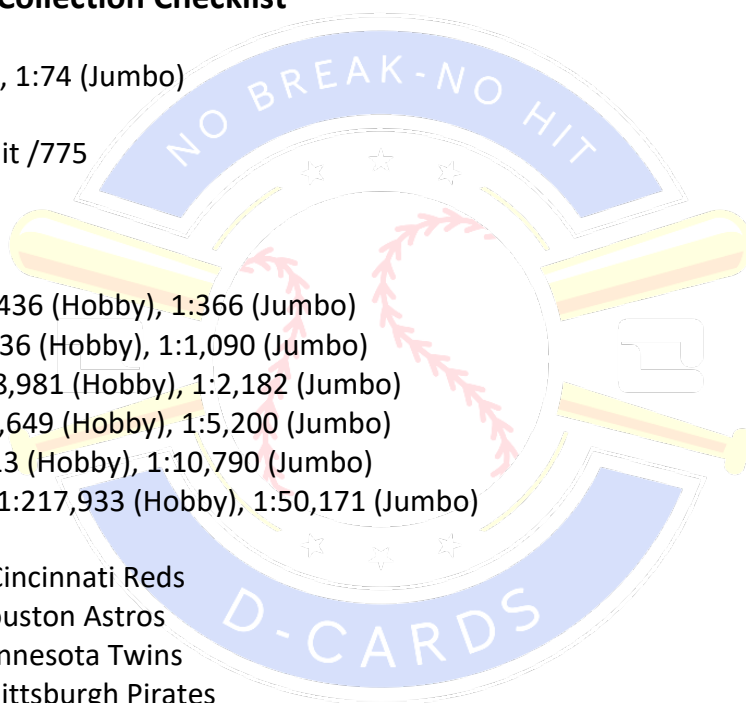 Collection Checklist
, 1:74 (Jumbo)
NO BREAK-NO HIT
it /775
436 (Hobby), 1:366 (Jumbo)
36 (Hobby), 1:1,090 (Jumbo)
8,981 (Hobby), 1:2,182 (Jumbo)
,649 (Hobby), 1:5,200 (Jumbo)
13 (Hobby), 1:10,790 (Jumbo)
1:217,933 (Hobby), 1:50,171 (Jumbo)
Cincinnati Reds
ouston Astros
nnesota Twins
Pittsburgh Pirates
D-CARDS